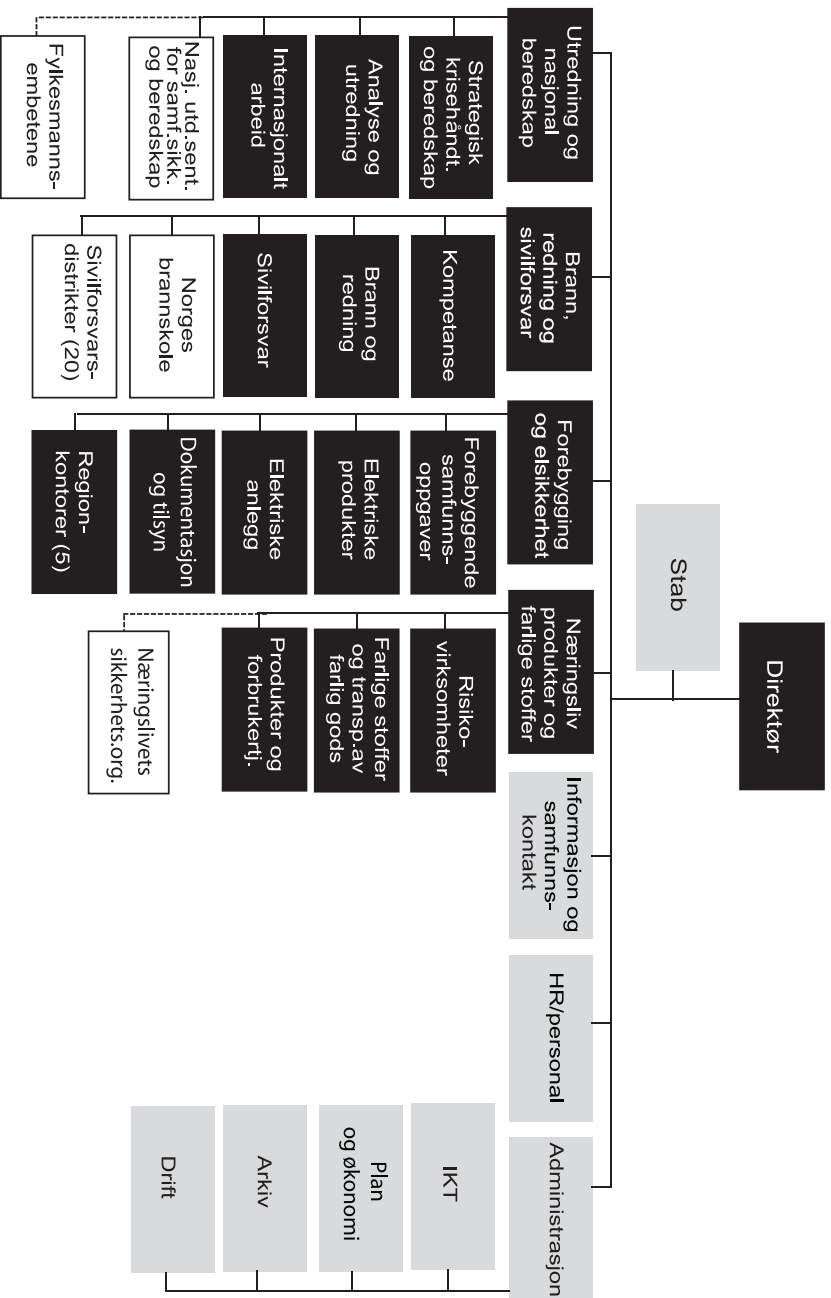 Direktør
Stab
Utredning og
nasjonal
beredskap
Strategisk
krisehåndt.
og beredskap
Analyse og
utredning
Internasjonalt
arbeid
Nasj. utd.sent.
for samf.sikk.
og beredskap
Fylkesmanns-
embetene
Brann,
redning og
sivilforsvar
Kompetanse
Brann og
redning
Sivilforsvar
Norges
brannskole
Sivilforsvars-
distrikter (20)
Forebygging
og elsikkerhet
Forebyggende
samfunns-
oppgaver
Elektriske
produkter
Elektriske
anlegg
Dokumentasjon
og tilsyn
Region-
kontorer (5)
Næringsliv
produkter og
farlige stoffer
Risiko-
virksomheter
Farlige stoffer
og transp.av
farlig gods
Produkter og
forbrukertj.
Næringslivets
sikkerhets.org.
Informasjon og
samfunns-
kontakt
HR/personal
Administrasjon
IKT
Plan
og økonomi
Arkiv
Drift